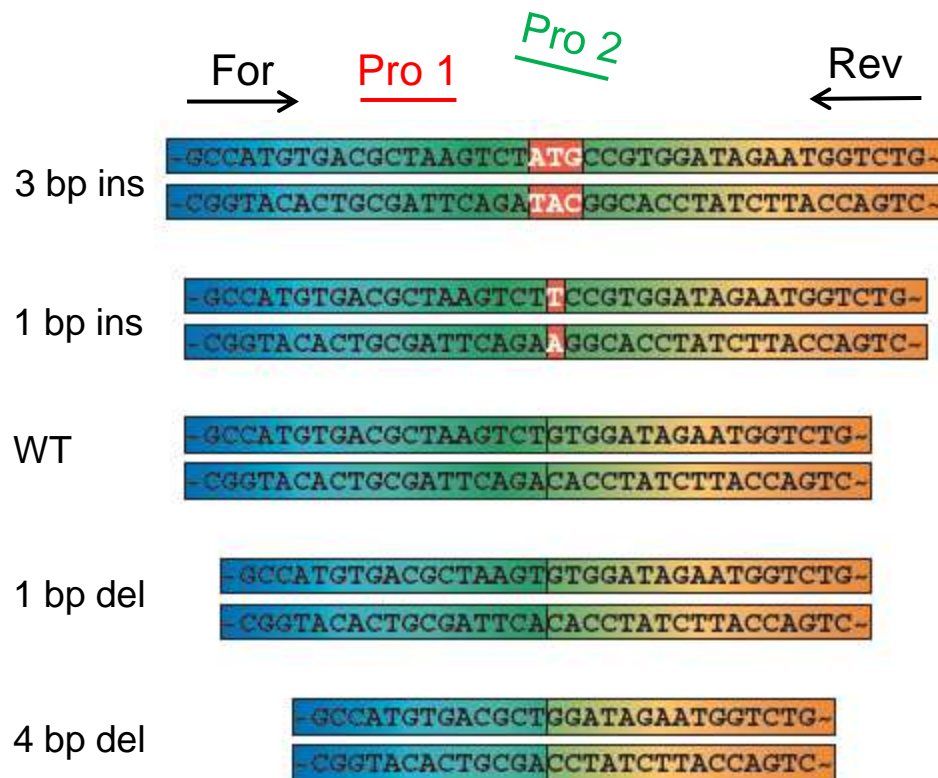 For
Pro 1
Pro 2
Rev
3 bp ins
~GCCATGTGACGCTAAGTCTATGCCGTGGATAGAATGGTCTG~
~CGGTACACTGCGATTCAGATACGGCACCTATCTTACCAGTC~
1 bp ins
~GCCATGTGACGCTAAGTCTTCCGTGGATAGAATGGTCTG~
~CGGTACACTGCGATTCAGAAGGCACCTATCTTACCAGTC~
WT
~GCCATGTGACGCTAAGTCTGTGGATAGAATGGTCTG~
~CGGTACACTGCGATTCAGACACCTATCTTACCAGTC~
1 bp del
~GCCATGTGACGCTAAGTGTGGATAGAATGGTCTG~
~CGGTACACTGCGATTCACACCTATCTTACCAGTC~
4 bp del
~GCCATGTGACGCTGGATAGAATGGTCTG~
~CGGTACACTGCGACCTATCTTACCAGTC~